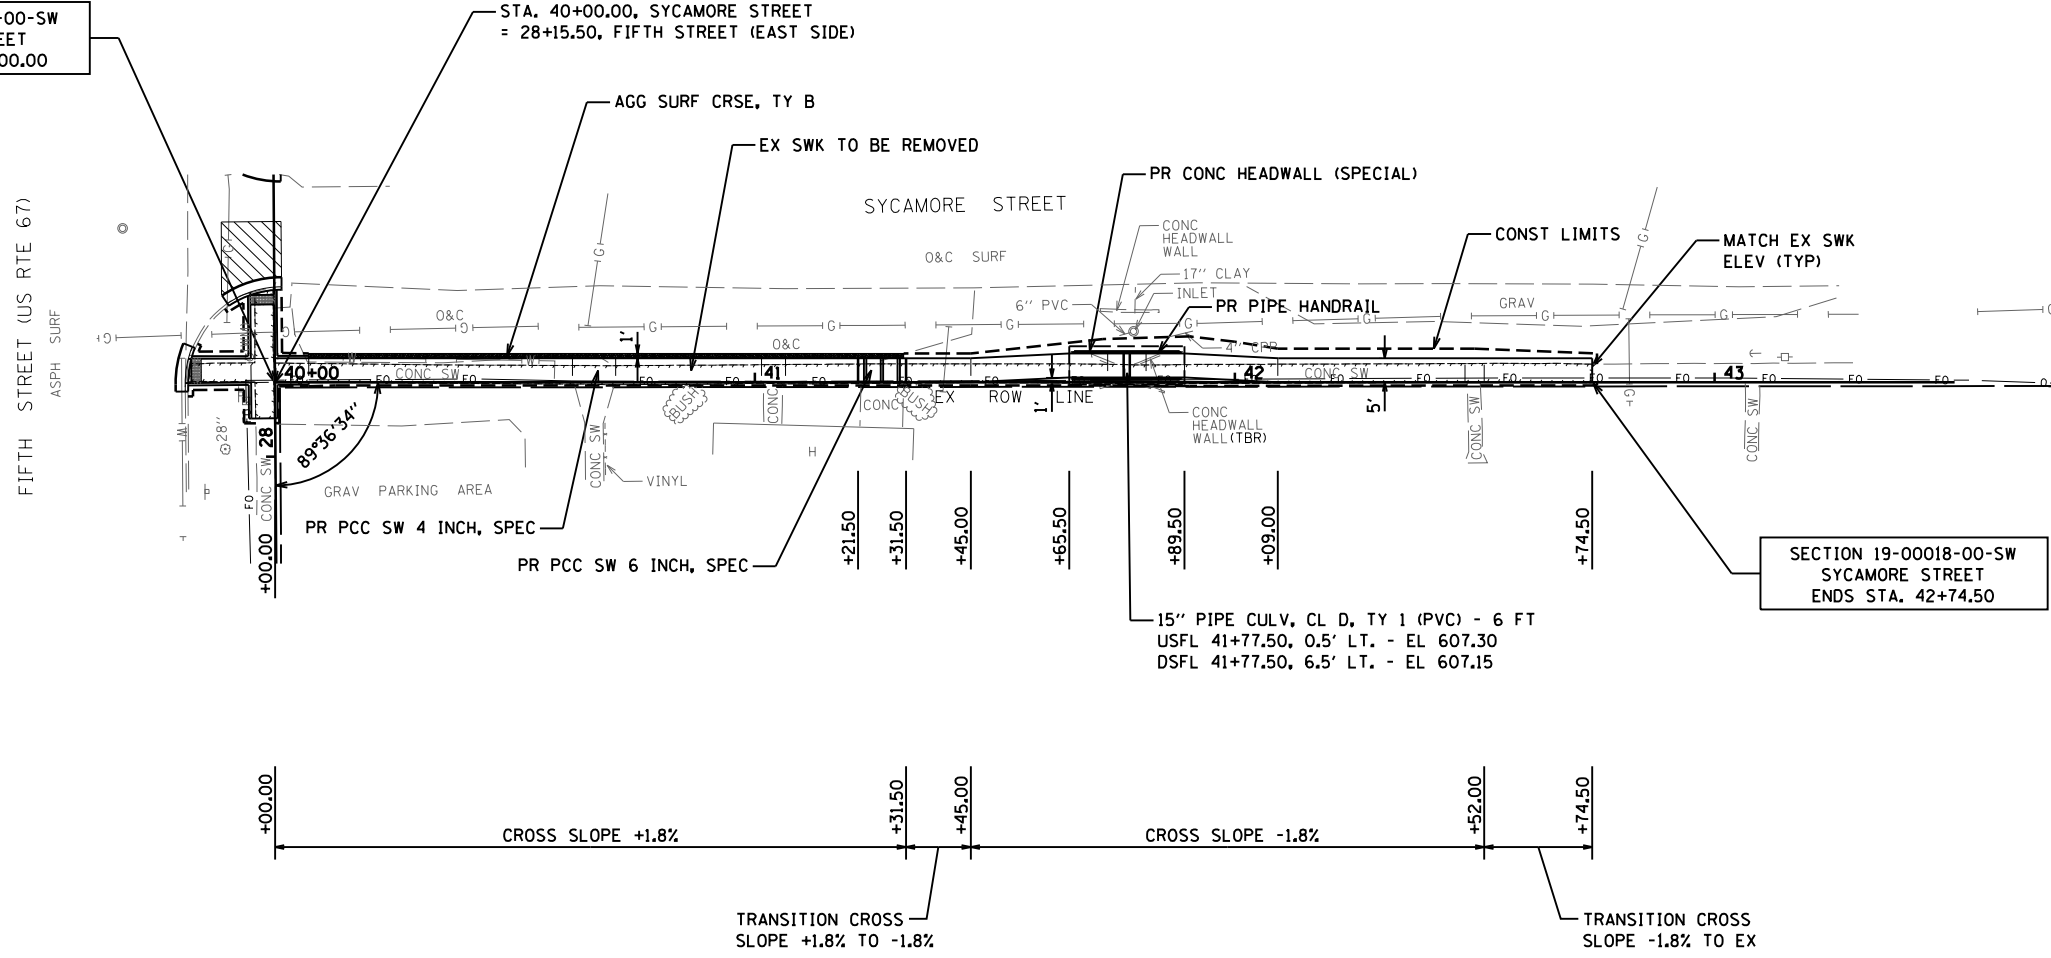 -00-SW
EET
00.00
STA. 40+00.00, SYCAMORE STREET
= 28+15.50, FIFTH STREET (EAST SIDE)
AGG SURF CRSE, TY B
EX SWK TO BE REMOVED
PR CONC HEADWALL (SPECIAL)
SYCAMORE STREET
CONC
HEADWALL
WALL
CONST LIMITS
MATCH EX SWK
ELEV (TYP)
FIFTH STREET (US RTE 67)
ASPH SURF
O&C SURF
17" CLAY
INLET
6" PVC
PR PIPE HANDRAIL
GRAV
O&C
O&C
G
G
G
G
G
G
G
G
G
G
G
1'
4" CPP
40+00
CONC SW
41
42
CONC SW
43
FO
FO
FO
FO
FO
FO
FO
FO
W
W
BUSH
CONC
CONC
BUSH
EX ROW LINE
1'
5'
CONC
HEADWALL
WALL (TBR)
28"
28
89°36'34"
CONC SW
CONC SW
CONC SW
CONC SW
H
VINYL
GRAV PARKING AREA
FO
PR PCC SW 4 INCH, SPEC
PR PCC SW 6 INCH, SPEC
+00.00
+21.50
+31.50
+45.00
+65.50
+89.50
+09.00
+74.50
SECTION 19-00018-00-SW
SYCAMORE STREET
ENDS STA. 42+74.50
15" PIPE CULV, CL D, TY 1 (PVC) - 6 FT
USFL 41+77.50, 0.5' LT. - EL 607.30
DSFL 41+77.50, 6.5' LT. - EL 607.15
+00.00
+31.50
+45.00
+52.00
+74.50
CROSS SLOPE +1.8%
CROSS SLOPE -1.8%
TRANSITION CROSS
SLOPE +1.8% TO -1.8%
TRANSITION CROSS
SLOPE -1.8% TO EX